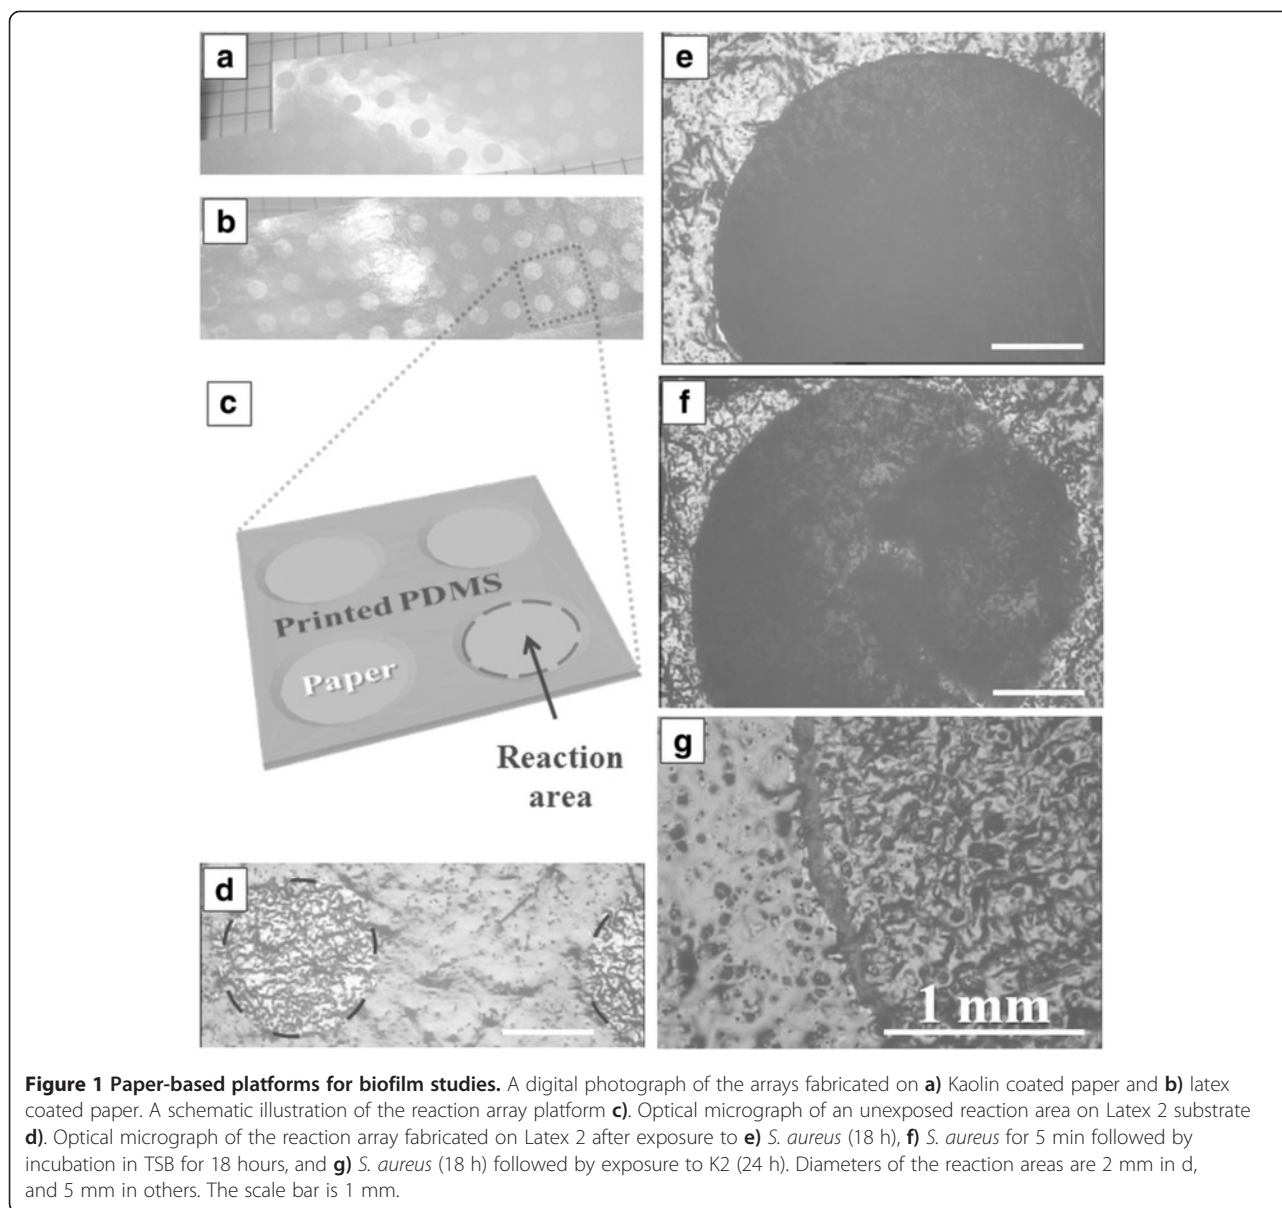 a
b
c
Printed PDMS
Paper
Reaction
area
d
e
f
g
1 mm
Figure 1 Paper-based platforms for biofilm studies. A digital photograph of the arrays fabricated on a) Kaolin coated paper and b) latex
coated paper. A schematic illustration of the reaction array platform c). Optical micrograph of an unexposed reaction area on Latex 2 substrate
d). Optical micrograph of the reaction array fabricated on Latex 2 after exposure to e) S. aureus (18 h), f) S. aureus for 5 min followed by
incubation in TSB for 18 hours, and g) S. aureus (18 h) followed by exposure to K2 (24 h). Diameters of the reaction areas are 2 mm in d,
and 5 mm in others. The scale bar is 1 mm.